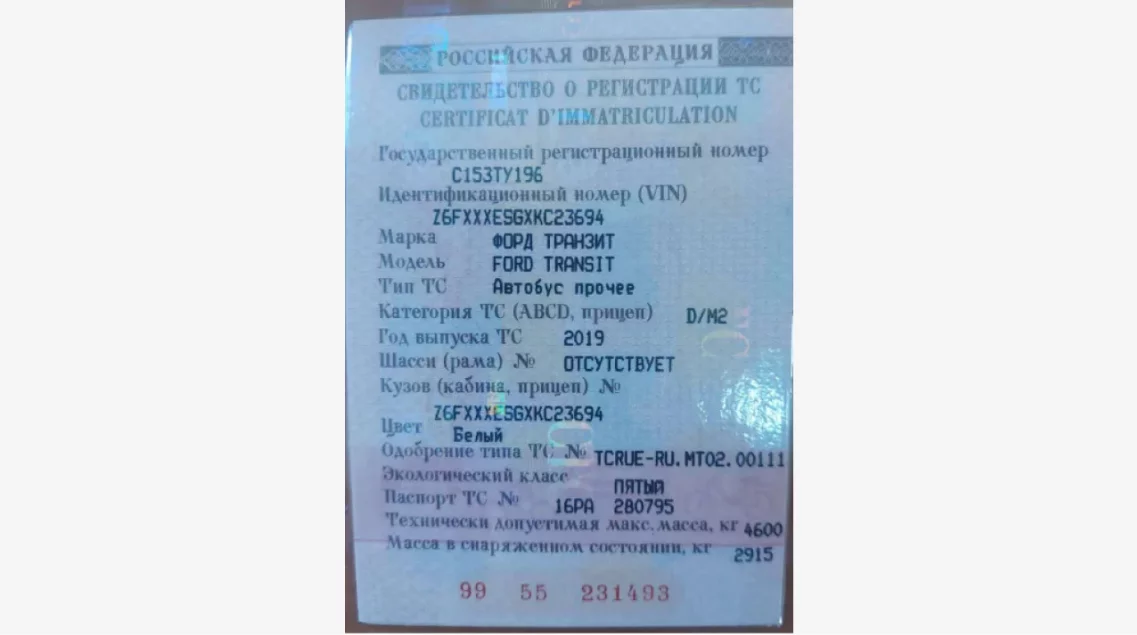 РОССИЙСКАЯ ФЕДЕРАЦИЯ
СВИДЕТЕЛЬСТВО О РЕГИСТРАЦИИ ТС
CERTIFICAT D'IMMATRICULATION
Государственный регистрационный номер
С153ТУ196
Идентификационный номер (VIN)
Z6FXXXESGXKC23694
Марка ФОРД ТРАНЗИТ
Модель FORD TRANSIT
Тип ТС Автобус прочее
Категория ТС (ABCD, прицеп) D/M2
Год выпуска ТС 2019
Шасси (рама) № ОТСУТСТВУЕТ
Кузов (кабина, прицеп) №
Z6FXXXESGXKC23694
Цвет Белый
Одобрение типа ТС № TCRUE-RU.MT02.00111
Экологический класс ПЯТЫЙ
Паспорт ТС № 16РА 280795
Технически допустимая макс. масса, кг 4600
Масса в снаряженном состоянии, кг 2915
99 55 231493